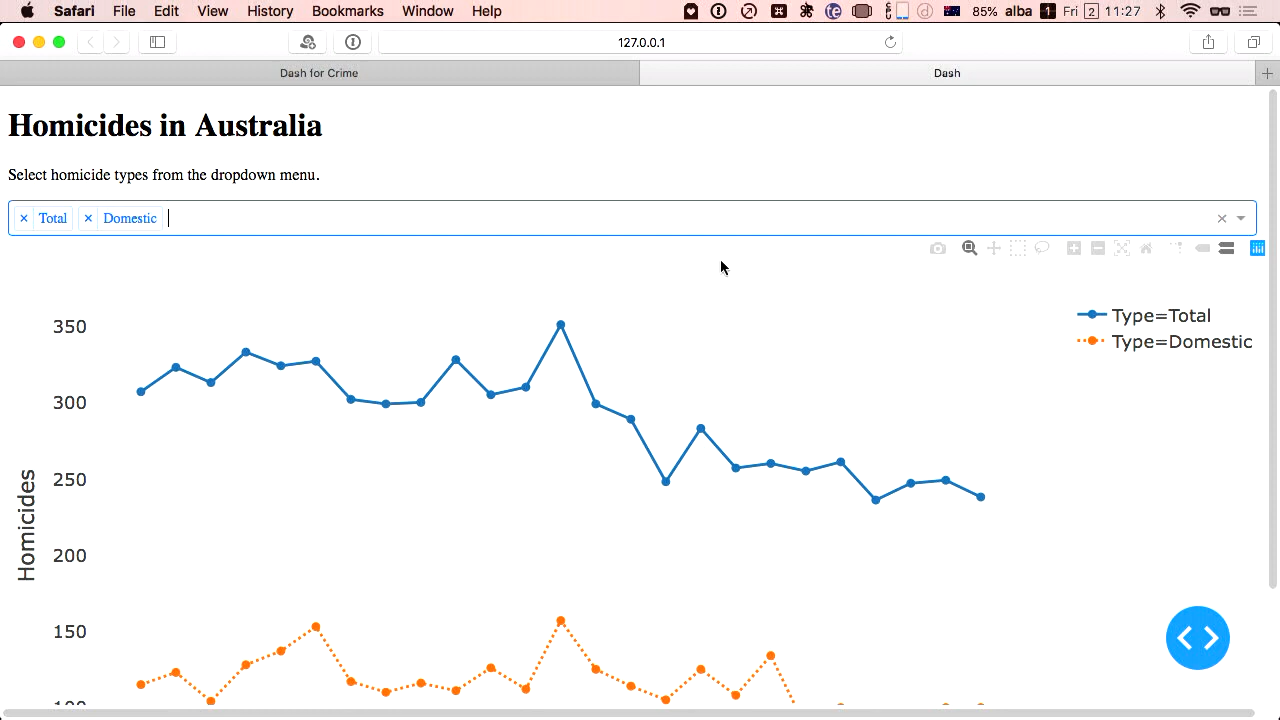 Safari File Edit View History Bookmarks Window Help 85% alba 1 Fri 2 11:27
127.0.0.1
Dash for Crime Dash
Homicides in Australia
Select homicide types from the dropdown menu.
× Total × Domestic
350
300
250
200
150
Homicides
Type=Total
Type=Domestic